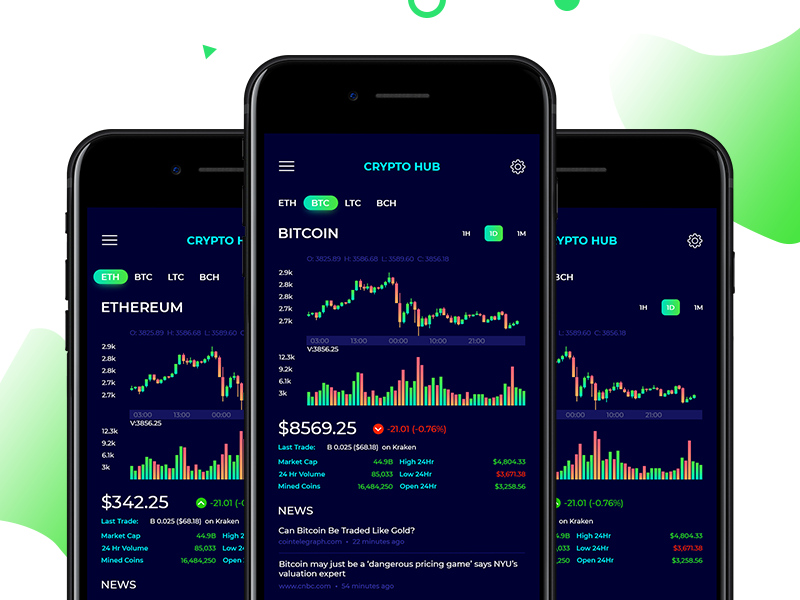 CRYPTO HUB
ETH BTC LTC BCH
BITCOIN
1H 1D 1M
O: 3825.89 H: 3586.68 L: 3589.60 C: 3856.18
2.9k
2.8k
2.8k
2.7k
2.7k
03:00 13:00 00:00 10:00 21:00
V:3856.25
12.3k
9.2k
6.1k
3k
$8569.25 -21.01 (-0.76%)
Last Trade: B 0.025 ($68.18) on Kraken
Market Cap 44.9B High 24Hr $4,804.33
24 Hr Volume 85,033 Low 24Hr $3,671.38
Mined Coins 16,484,250 Open 24Hr $3,258.56
NEWS
Can Bitcoin Be Traded Like Gold?
cointelegraph.com • 22 minutes ago
Bitcoin may just be a ‘dangerous pricing game’ says NYU’s
valuation expert
www.cnbc.com • 54 minutes ago
CRYPTO H
ETH BTC LTC BCH
ETHEREUM
O: 3825.89 H: 3586.68 L: 3589.60 C:
2.9k
2.8k
2.8k
2.7k
2.7k
03:00 13:00 00:00
V:3856.25
12.3k
9.2k
6.1k
3k
$342.25 -21.01 (-0
Last Trade: B 0.025 ($68.18) on Kraken
Market Cap 44.9B High 24
24 Hr Volume 85,033 Low 24
Mined Coins 16,484,250 Open
NEWS
YPTO HUB
BCH
1H 1D 1M
L: 3589.60 C: 3856.18
00:00 10:00 21:00
-21.01 (-0.76%)
on Kraken
.9B High 24Hr $4,804.33
,033 Low 24Hr $3,671.38
,250 Open 24Hr $3,258.56